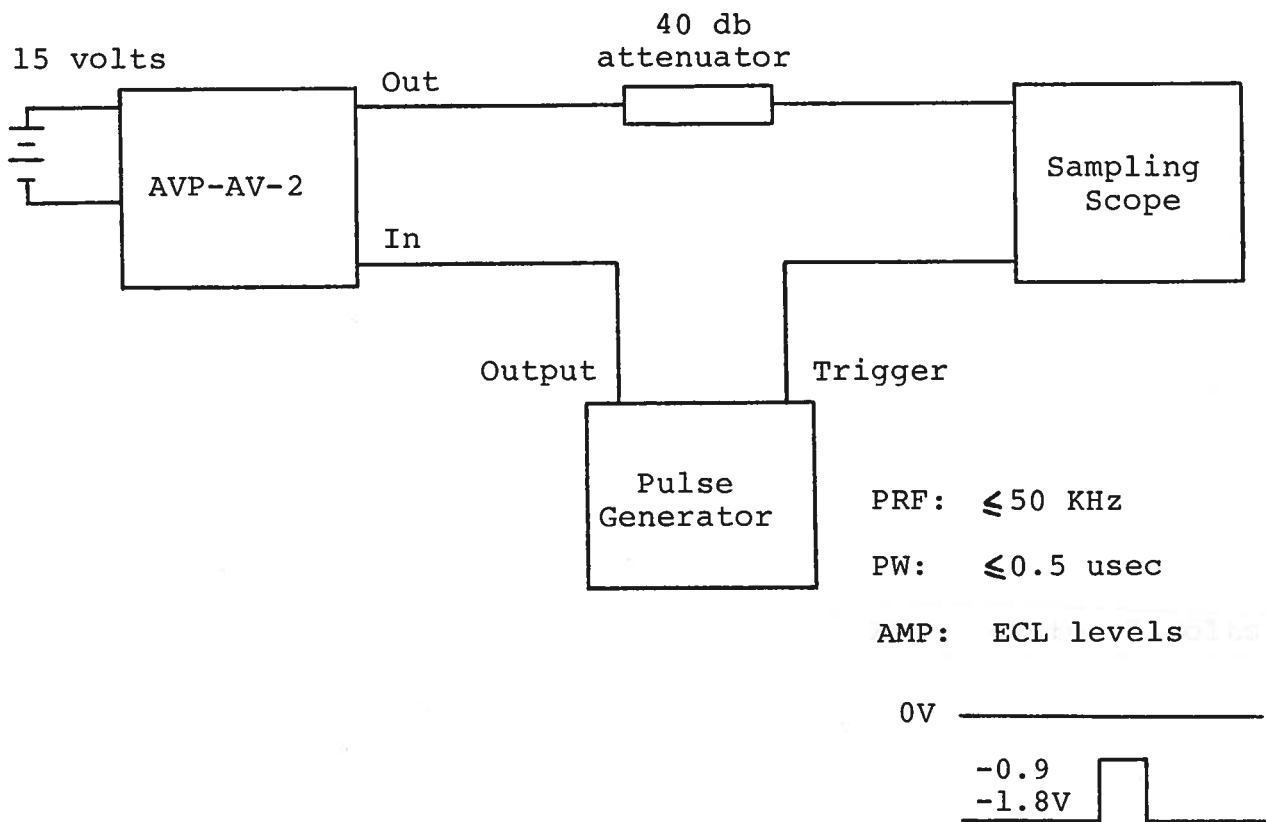 40 db
attenuator
15 volts
Out
AVP-AV-2
Sampling
Scope
In
Output
Trigger
Pulse
Generator
PRF: ≤50 KHz
PW: ≤0.5 usec
AMP: ECL levels
0V
-0.9
-1.8V